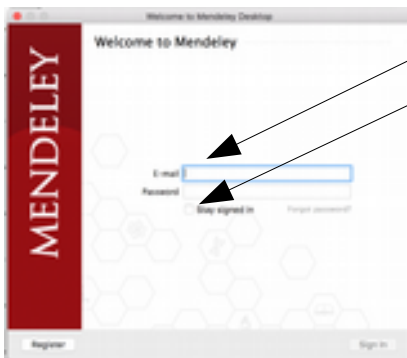 Welcome to Mendeley Desktop
MENDELEY
Welcome to Mendeley
E-mail
Password
Stay signed in Forgot password?
Register Sign In